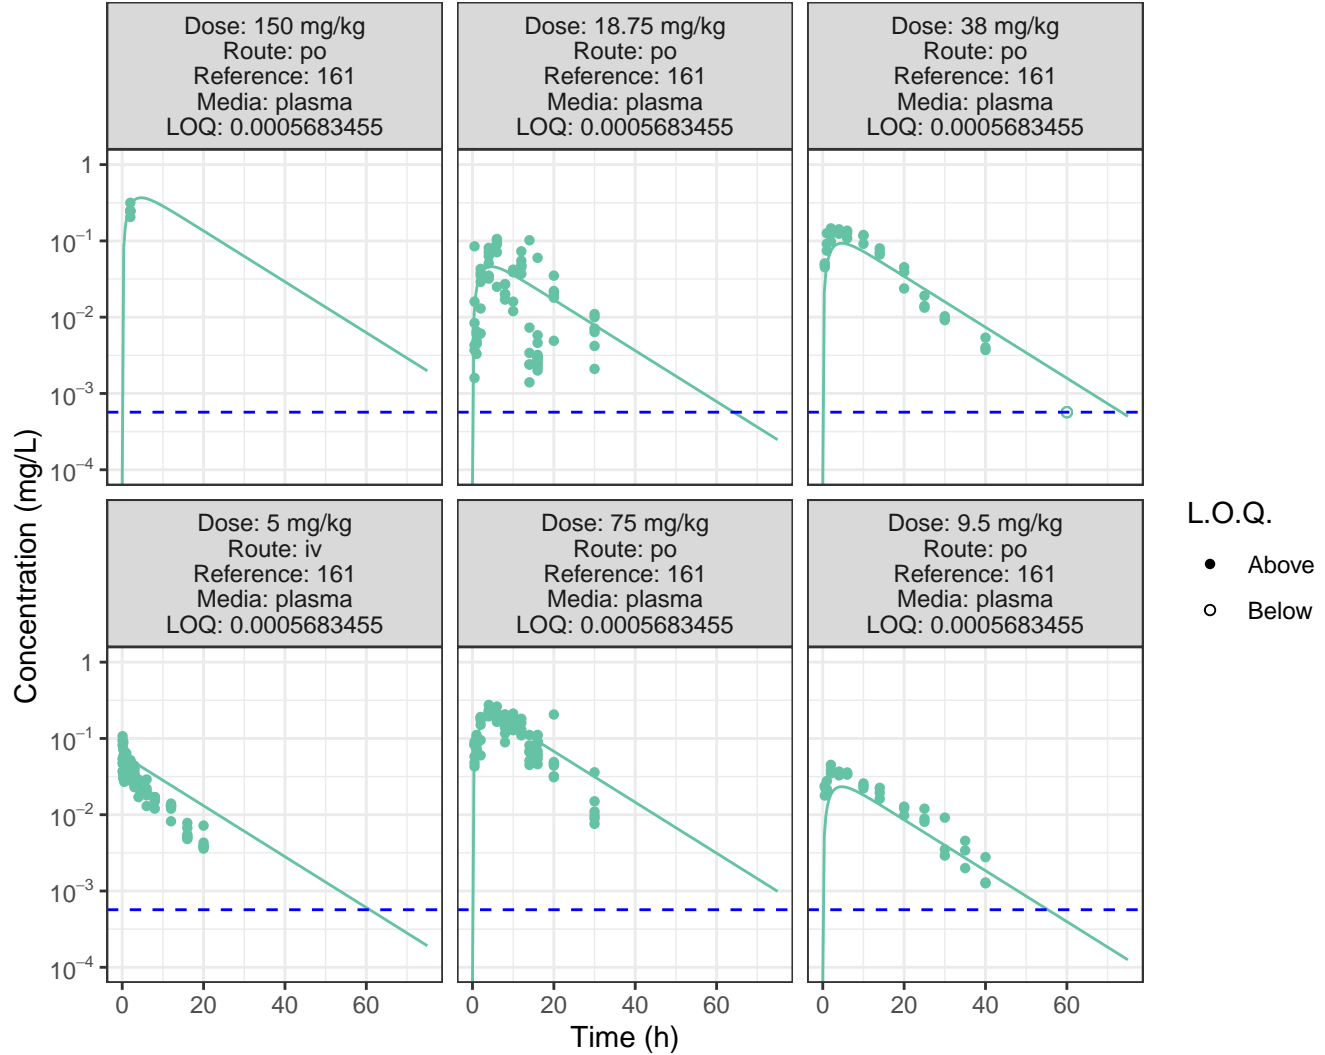 Dose: 150 mg/kg
Route: po
Reference: 161
Media: plasma
LOQ: 0.0005683455
Dose: 18.75 mg/kg
Route: po
Reference: 161
Media: plasma
LOQ: 0.0005683455
Dose: 38 mg/kg
Route: po
Reference: 161
Media: plasma
LOQ: 0.0005683455
1
10⁻¹
10⁻²
10⁻³
10⁻⁴
Dose: 5 mg/kg
Route: iv
Reference: 161
Media: plasma
LOQ: 0.0005683455
Dose: 75 mg/kg
Route: po
Reference: 161
Media: plasma
LOQ: 0.0005683455
Dose: 9.5 mg/kg
Route: po
Reference: 161
Media: plasma
LOQ: 0.0005683455
1
10⁻¹
10⁻²
10⁻³
10⁻⁴
0 20 40 60
0 20 40 60
0 20 40 60
Time (h)
Concentration (mg/L)
L.O.Q.
Above
Below